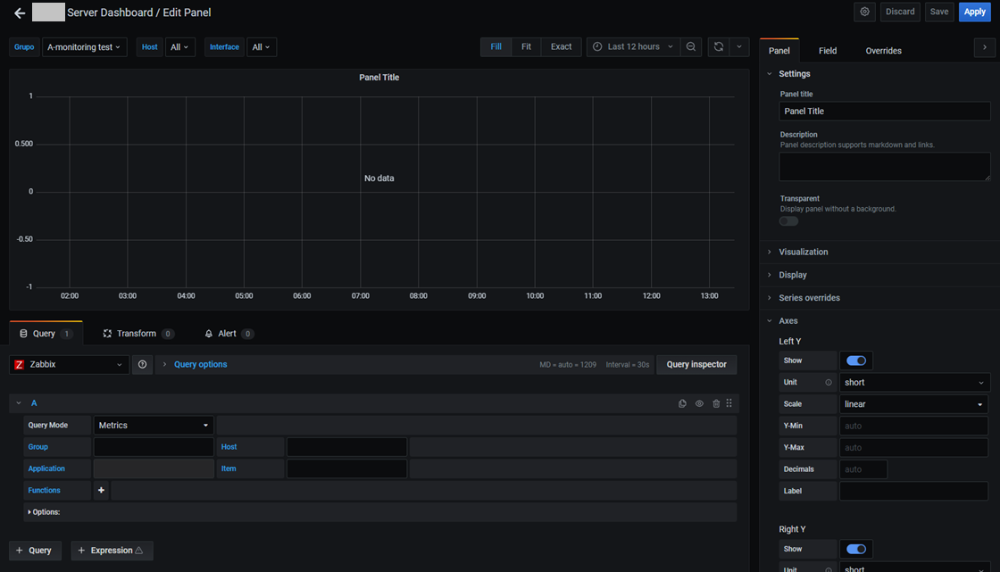 Server Dashboard / Edit Panel
Discard
Save
Apply
Grupo
A-monitoring test
Host
All
Interface
All
Fill
Fit
Exact
Last 12 hours
Panel
Field
Overrides
Panel Title
1
0.500
0
-0.50
-1
No data
02:00
03:00
04:00
05:00
06:00
07:00
08:00
09:00
10:00
11:00
12:00
13:00
Query 1
Transform 0
Alert 0
Z Zabbix
Query options
MD = auto = 1209
Interval = 30s
Query inspector
A
Query Mode
Metrics
Group
Host
Application
Item
Functions
+
Options:
+ Query
+ Expression
Settings
Panel title
Panel Title
Description
Panel description supports markdown and links.
Transparent
Display panel without a background.
Visualization
Display
Series overrides
Axes
Left Y
Show
Unit
short
Scale
linear
Y-Min
auto
Y-Max
auto
Decimals
auto
Label
Right Y
Show
Unit
short